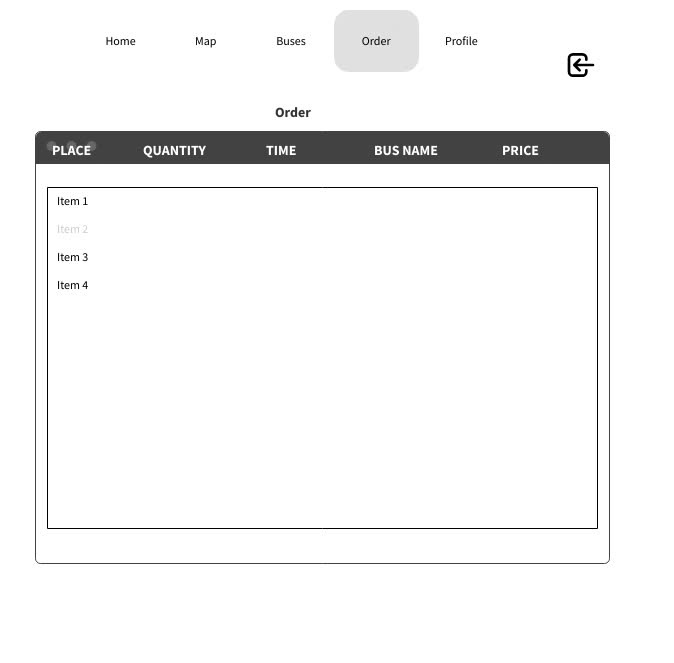 Home Map Buses Order Profile
Order
PLACE QUANTITY TIME BUS NAME PRICE
Item 1
Item 2
Item 3
Item 4